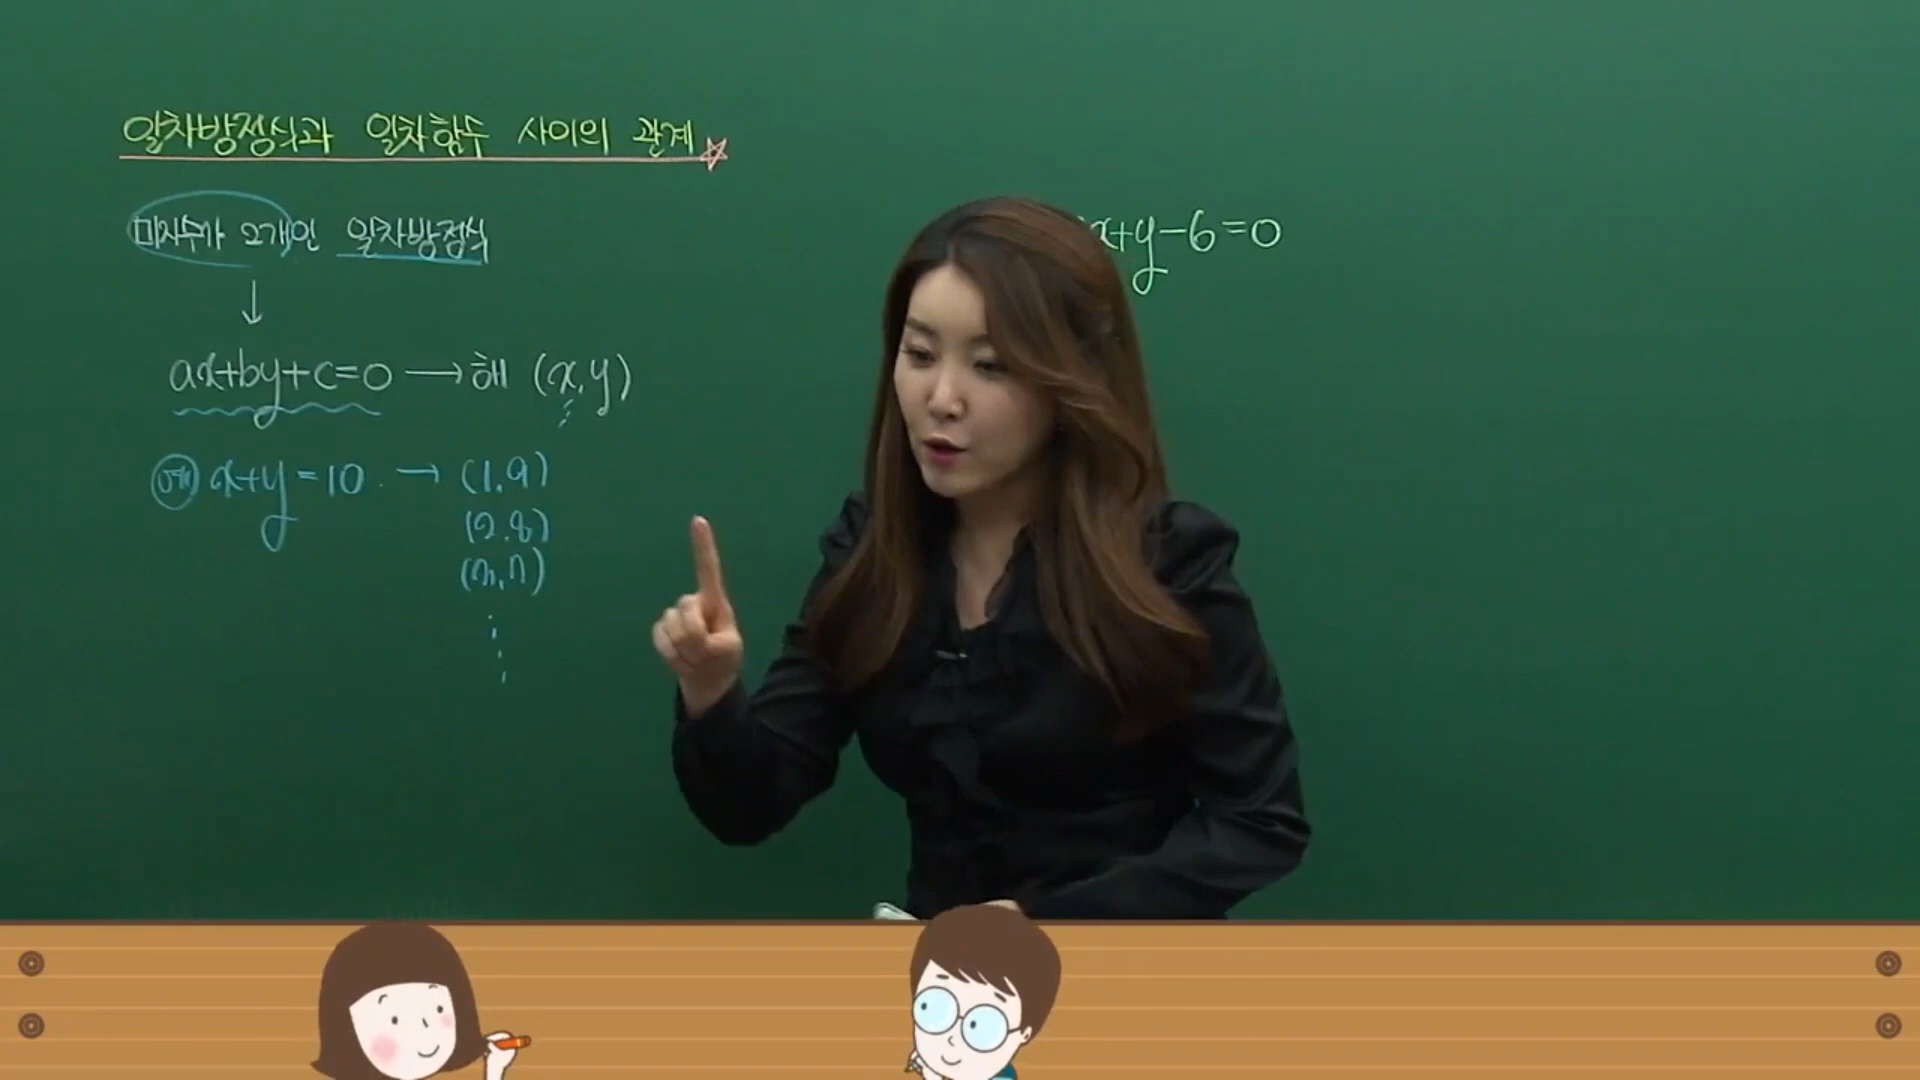 일차방정식과 일차함수 사이의 관계
미지수가 2개인 일차방정식
↓
ax+by+c=0 → 해 (x,y)
예 x+y=10 → (1,9)
(2,8)
(m,n)
x+y-6=0